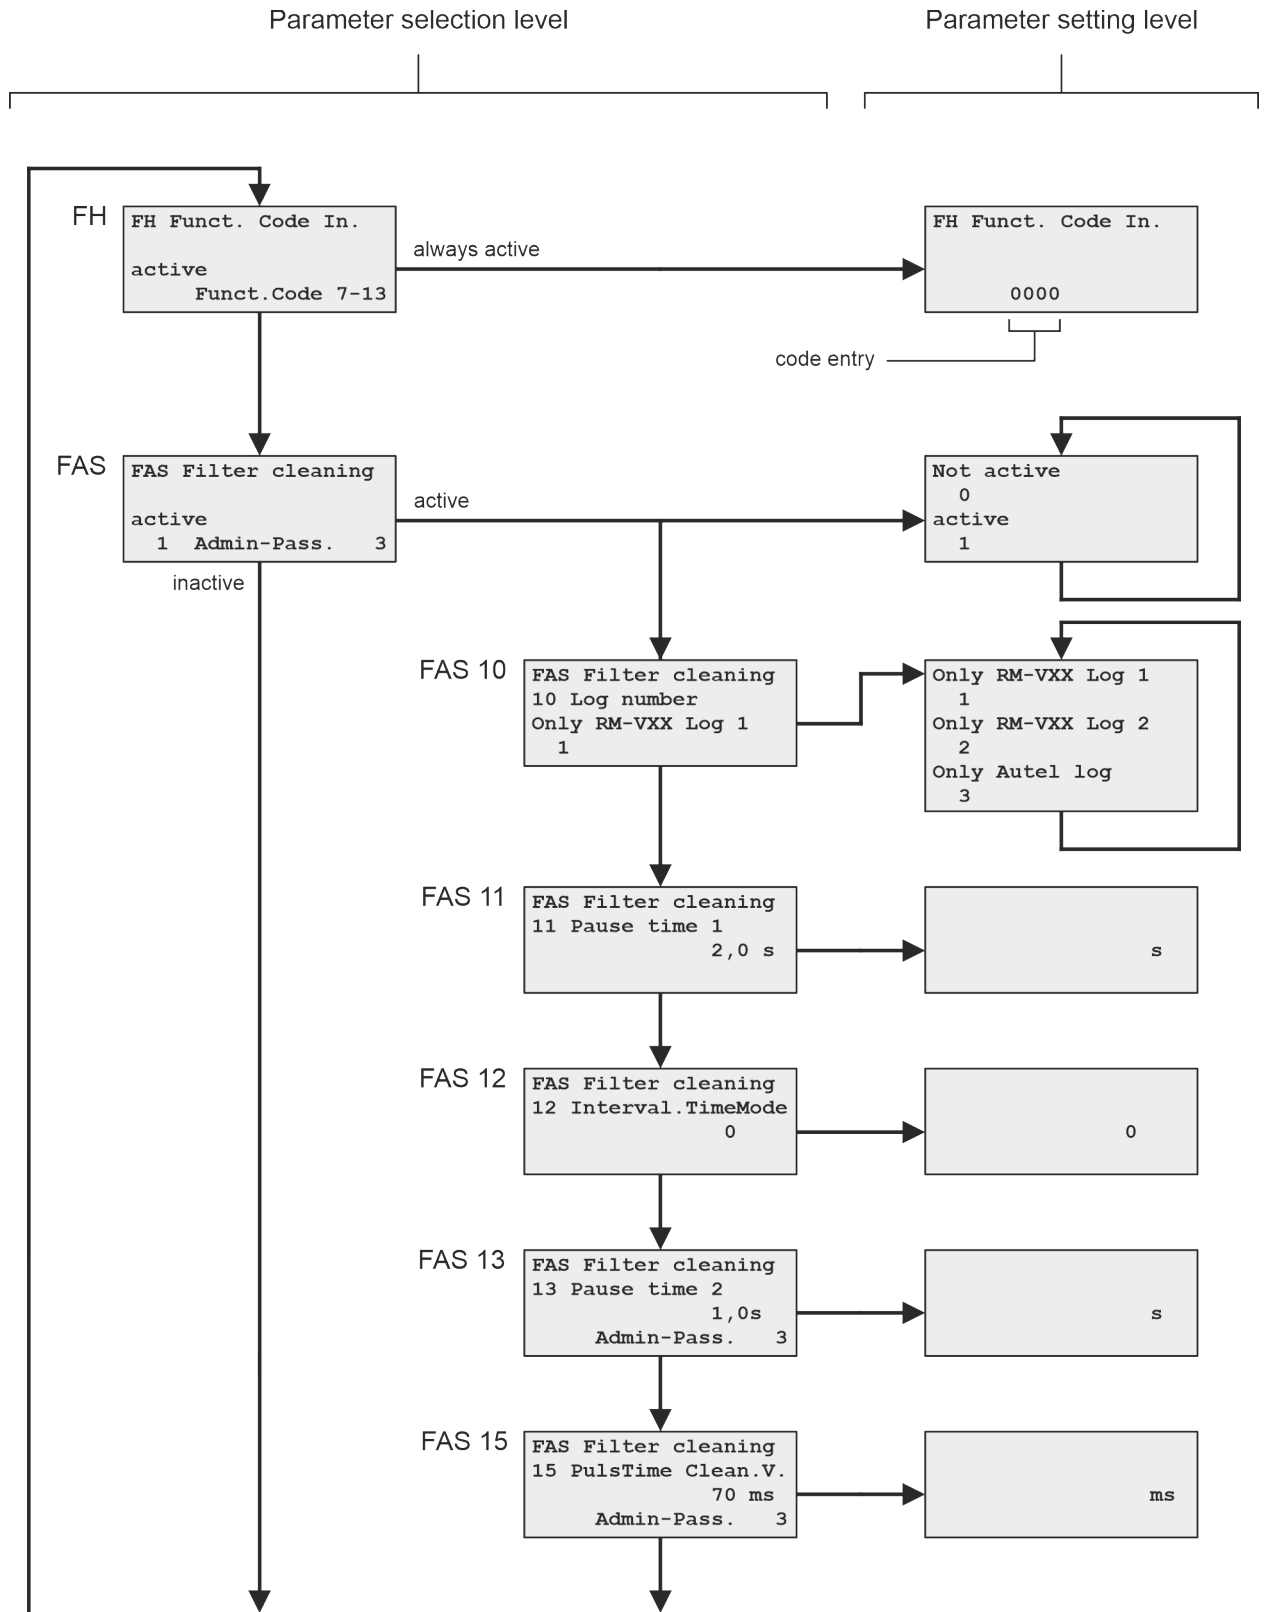 Parameter selection level
Parameter setting level
FH
FH Funct. Code In.
active
Funct.Code 7-13
always active
FH Funct. Code In.
0000
code entry
FAS
FAS Filter cleaning
active
1 Admin-Pass. 3
active
inactive
Not active
0
active
1
FAS 10
FAS Filter cleaning
10 Log number
Only RM-VXX Log 1
1
Only RM-VXX Log 1
1
Only RM-VXX Log 2
2
Only Autel log
3
FAS 11
FAS Filter cleaning
11 Pause time 1
2,0 s
s
FAS 12
FAS Filter cleaning
12 Interval.TimeMode
0
0
FAS 13
FAS Filter cleaning
13 Pause time 2
1,0s
Admin-Pass. 3
s
FAS 15
FAS Filter cleaning
15 PulsTime Clean.V.
70 ms
Admin-Pass. 3
ms